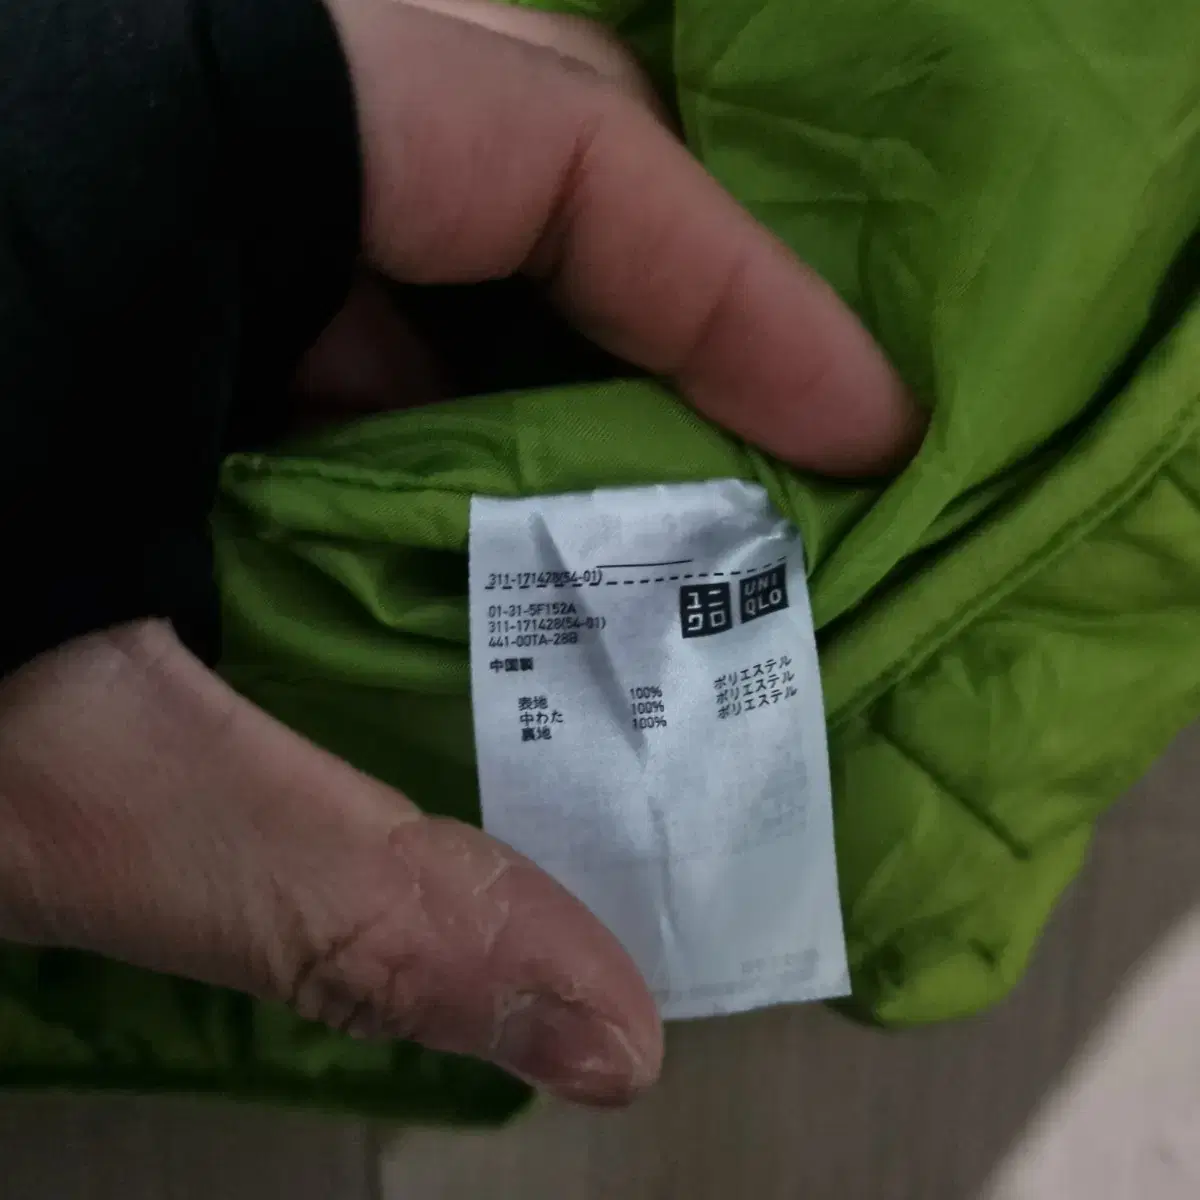 311-171428(54-01)
ユニクロ
UNIQLO
01-31-5F152A
311-171428(54-01)
441-00TA-28B
中国製
表地 100% ポリエステル
中わた 100% ポリエステル
裏地 100% ポリエステル